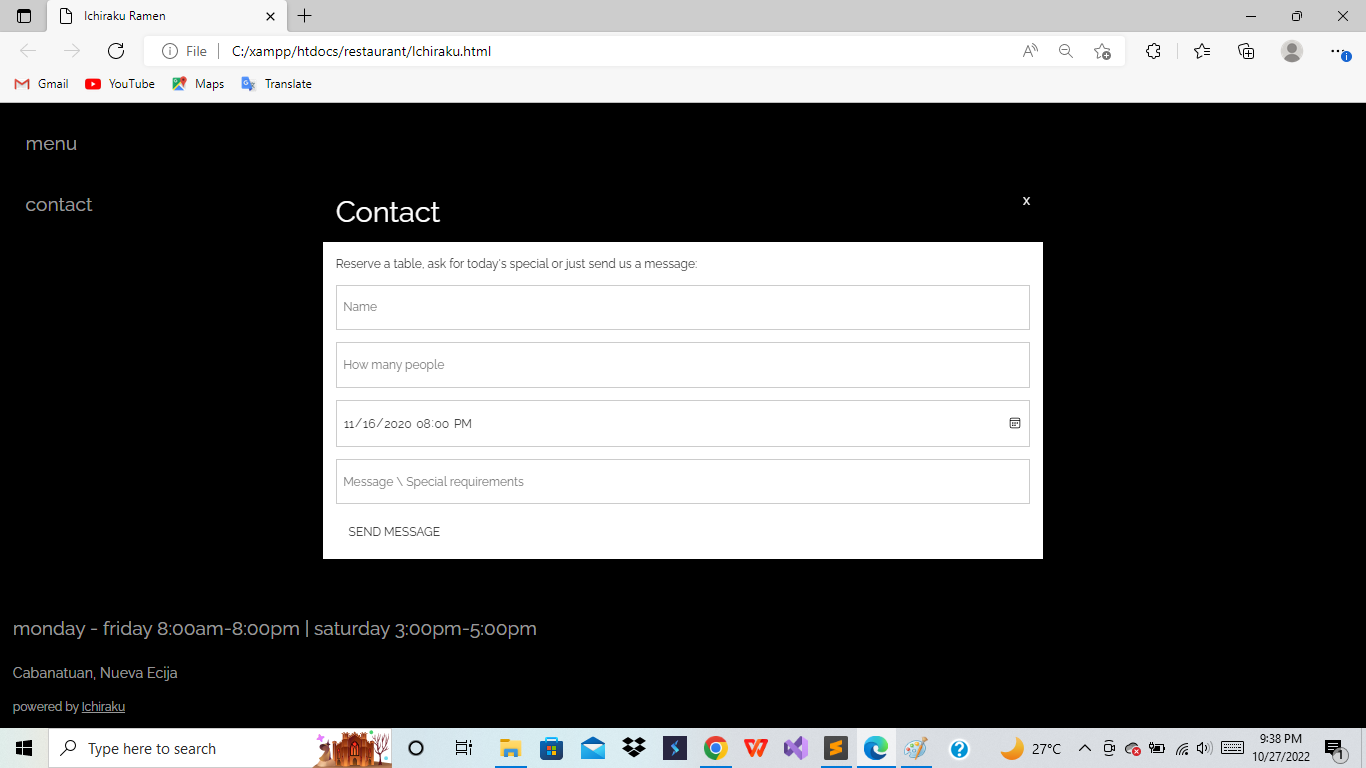 Ichiraku Ramen
File
C:/xampp/htdocs/restaurant/Ichiraku.html
Gmail
YouTube
Maps
Translate
menu
contact
Contact
x
Reserve a table, ask for today's special or just send us a message:
Name
How many people
11/16/2020 08:00 PM
Message \ Special requirements
SEND MESSAGE
monday - friday 8:00am-8:00pm | saturday 3:00pm-5:00pm
Cabanatuan, Nueva Ecija
powered by Ichiraku
Type here to search
27°C
9:38 PM
10/27/2022
1